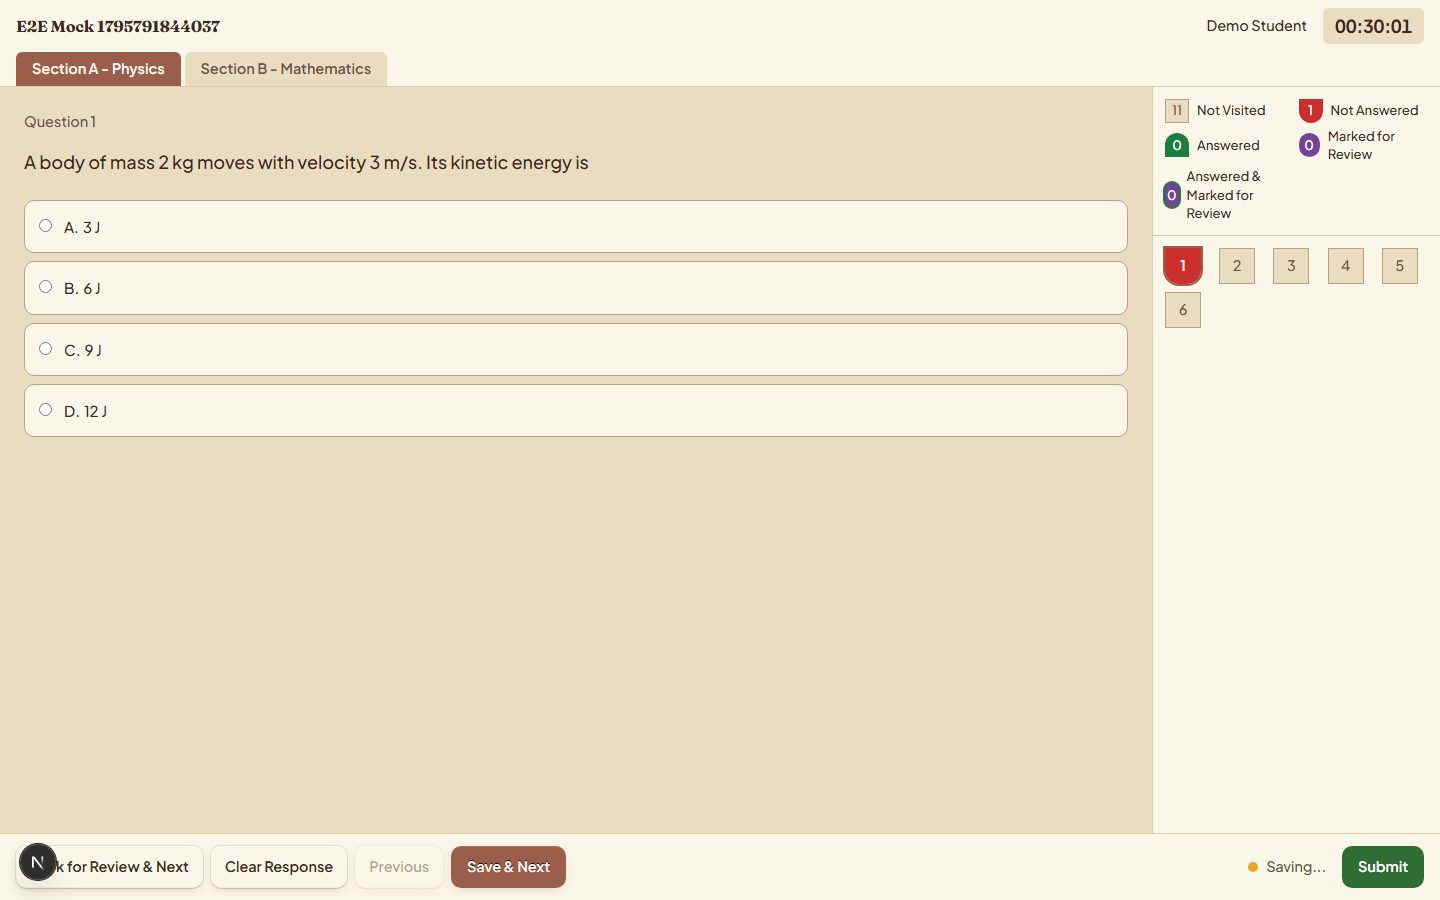 E2E Mock 1795791844037
Demo Student
00:30:01
Section A - Physics
Section B - Mathematics
Question 1
A body of mass 2 kg moves with velocity 3 m/s. Its kinetic energy is
A. 3 J
B. 6 J
C. 9 J
D. 12 J
11 Not Visited
1 Not Answered
0 Answered
0 Marked for
Review
0 Answered &
Marked for
Review
1 2 3 4 5
6
N
k for Review & Next
Clear Response
Previous
Save & Next
Saving...
Submit